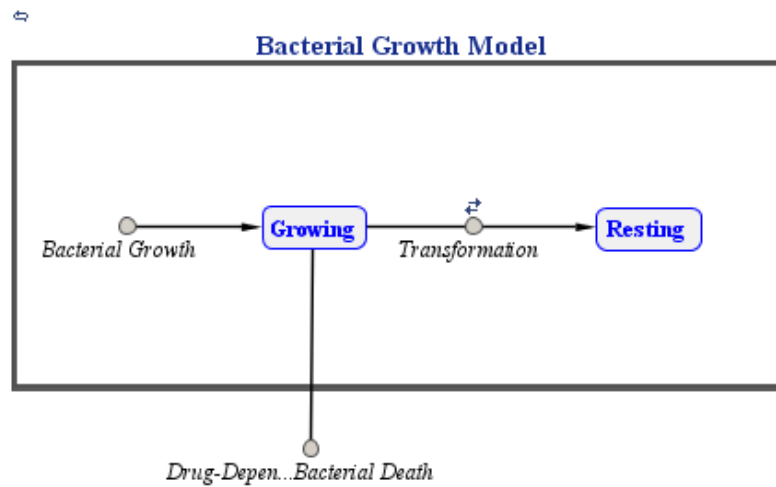 Bacterial Growth Model
Growing
Resting
Bacterial Growth
Transformation
Drug-Depen...Bacterial Death